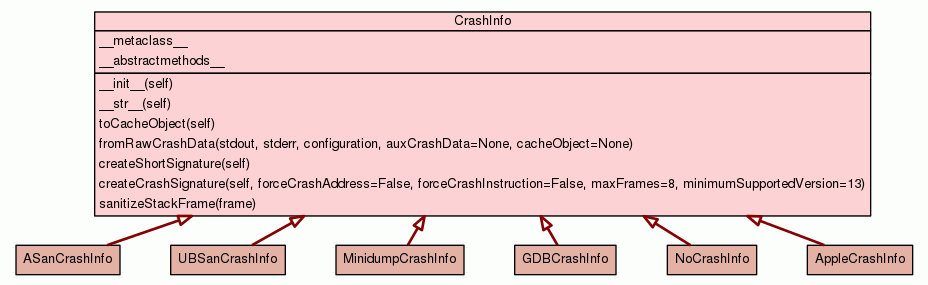 CrashInfo
__metaclass__
__abstractmethods__
__init__(self)
__str__(self)
toCacheObject(self)
fromRawCrashData(stdout, stderr, configuration, auxCrashData=None, cacheObject=None)
createShortSignature(self)
createCrashSignature(self, forceCrashAddress=False, forceCrashInstruction=False, maxFrames=8, minimumSupportedVersion=13)
sanitizeStackFrame(frame)
ASanCrashInfo
UBSanCrashInfo
MinidumpCrashInfo
GDBCrashInfo
NoCrashInfo
AppleCrashInfo